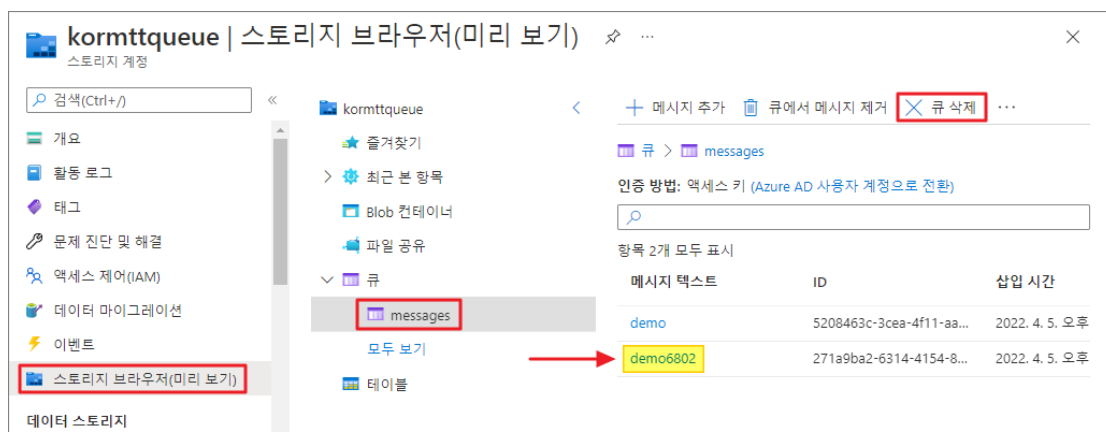 kormttqueue | 스토리지 브라우저(미리 보기)
스토리지 계정
검색(Ctrl+/)
개요
활동 로그
태그
문제 진단 및 해결
액세스 제어(IAM)
데이터 마이그레이션
이벤트
스토리지 브라우저(미리 보기)
데이터 스토리지
kormttqueue
즐겨찾기
최근 본 항목
Blob 컨테이너
파일 공유
큐
messages
모두 보기
테이블
메시지 추가 큐에서 메시지 제거 큐 삭제 ...
큐 > messages
인증 방법: 액세스 키 (Azure AD 사용자 계정으로 전환)
항목 2개 모두 표시
메시지 텍스트 ID 삽입 시간
demo 5208463c-3cea-4f11-aa... 2022. 4. 5. 오후
demo6802 271a9ba2-6314-4154-8... 2022. 4. 5. 오후